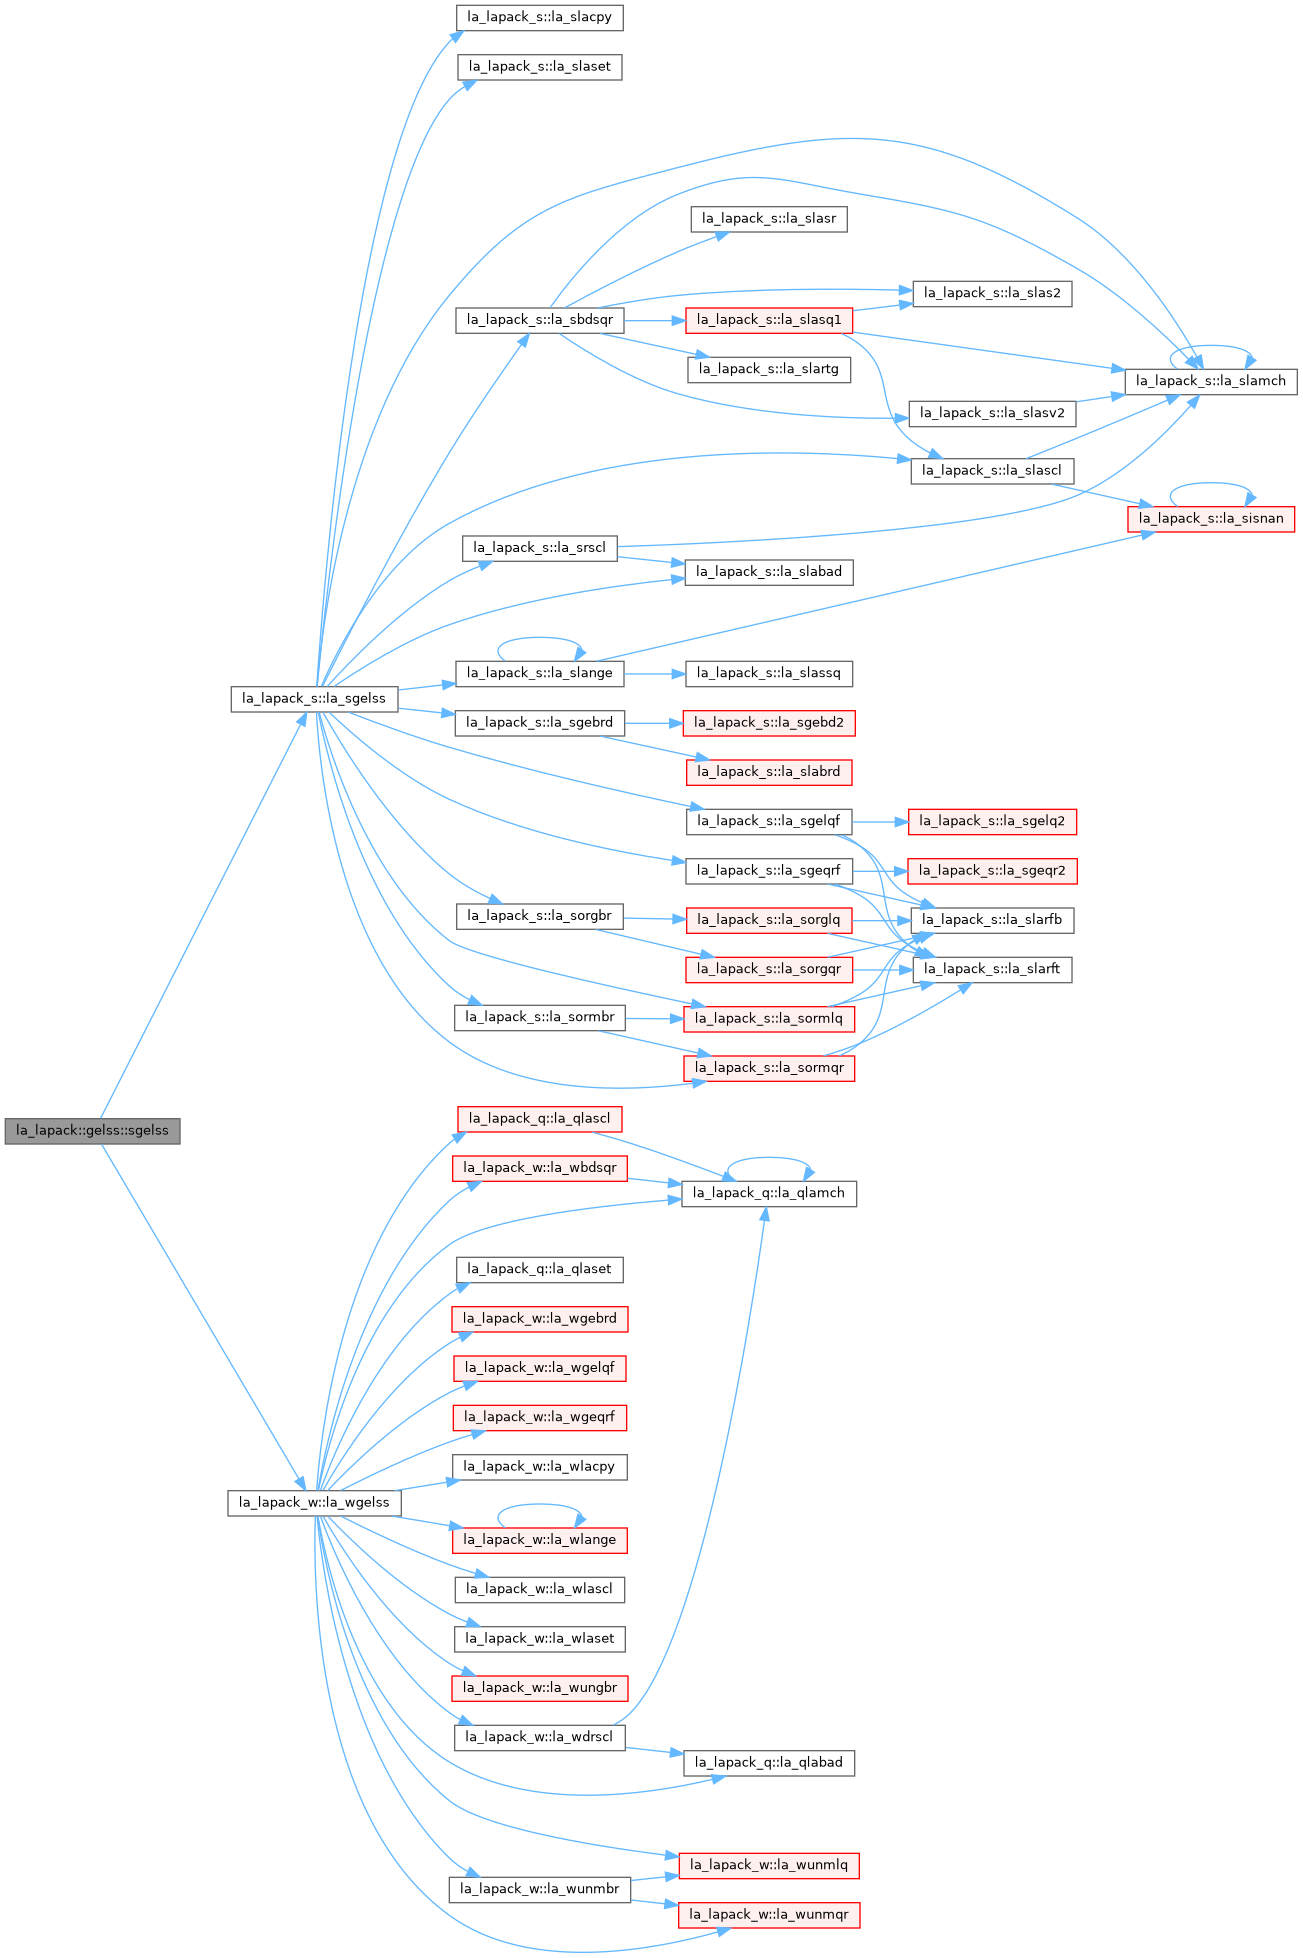 la_lapack_s::la_slacpy
la_lapack_s::la_slaset
la_lapack_s::la_slasr
la_lapack_s::la_slas2
la_lapack_s::la_sbdsqr
la_lapack_s::la_slasq1
la_lapack_s::la_slartg
la_lapack_s::la_slamch
la_lapack_s::la_slasv2
la_lapack_s::la_slascl
la_lapack_s::la_sisnan
la_lapack_s::la_srscl
la_lapack_s::la_slabad
la_lapack_s::la_slange
la_lapack_s::la_slassq
la_lapack_s::la_sgelss
la_lapack_s::la_sgebrd
la_lapack_s::la_sgebd2
la_lapack_s::la_slabrd
la_lapack_s::la_sgelqf
la_lapack_s::la_sgelq2
la_lapack_s::la_sgeqrf
la_lapack_s::la_sgeqr2
la_lapack_s::la_sorgbr
la_lapack_s::la_sorglq
la_lapack_s::la_slarfb
la_lapack_s::la_sorgqr
la_lapack_s::la_slarft
la_lapack_s::la_sormbr
la_lapack_s::la_sormlq
la_lapack_s::la_sormqr
la_lapack::gelss::sgelss
la_lapack_q::la_qlascl
la_lapack_w::la_wbdsqr
la_lapack_q::la_qlamch
la_lapack_q::la_qlaset
la_lapack_w::la_wgebrd
la_lapack_w::la_wgelqf
la_lapack_w::la_wgeqrf
la_lapack_w::la_wlacpy
la_lapack_w::la_wgelss
la_lapack_w::la_wlange
la_lapack_w::la_wlascl
la_lapack_w::la_wlaset
la_lapack_w::la_wungbr
la_lapack_w::la_wdrscl
la_lapack_q::la_qlabad
la_lapack_w::la_wunmlq
la_lapack_w::la_wunmbr
la_lapack_w::la_wunmqr